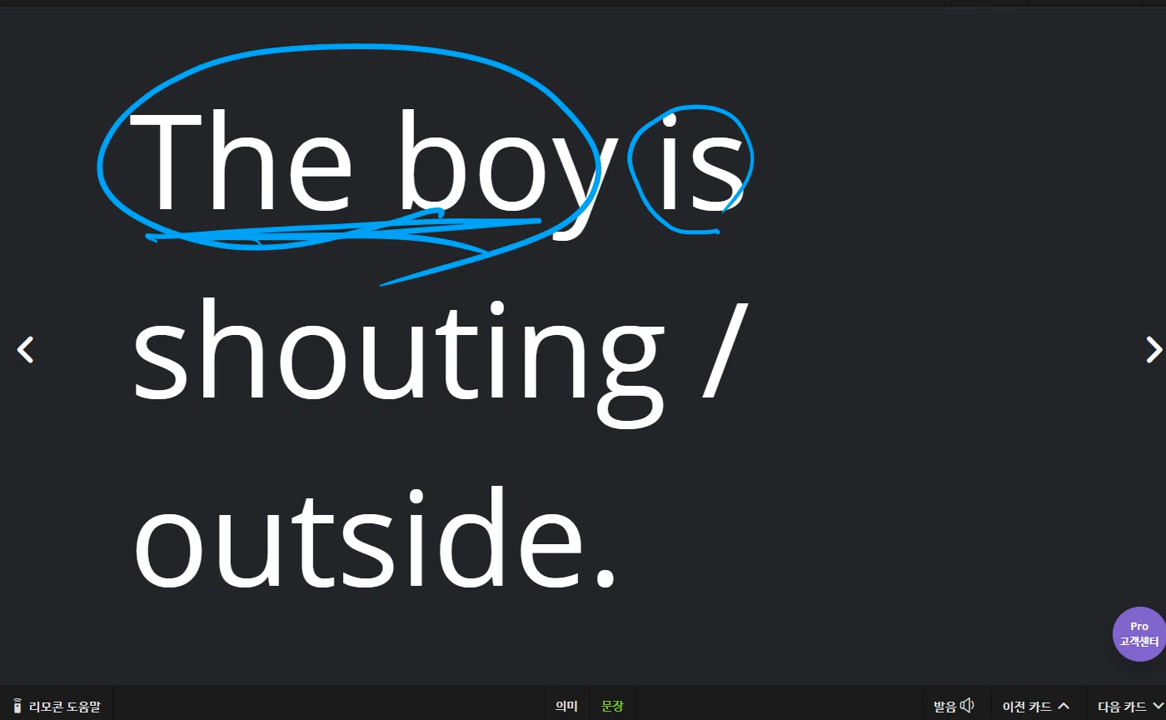 The boy is
shouting /
outside.
Pro
고객센터
리모콘 도움말 의미 문장 발음 이전 카드 다음 카드